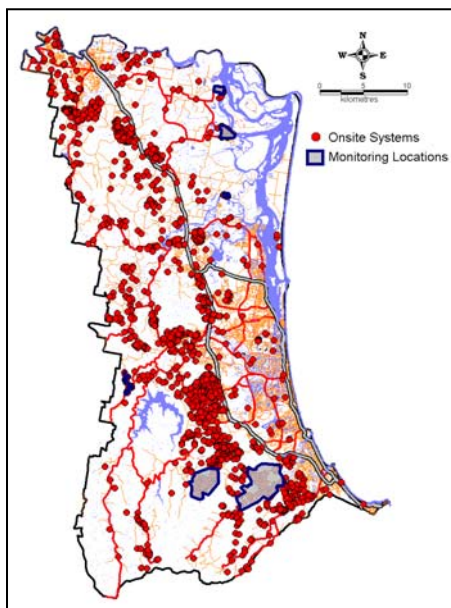 N
W E
S
0 5 10
kilometres
Onsite Systems
Monitoring Locations